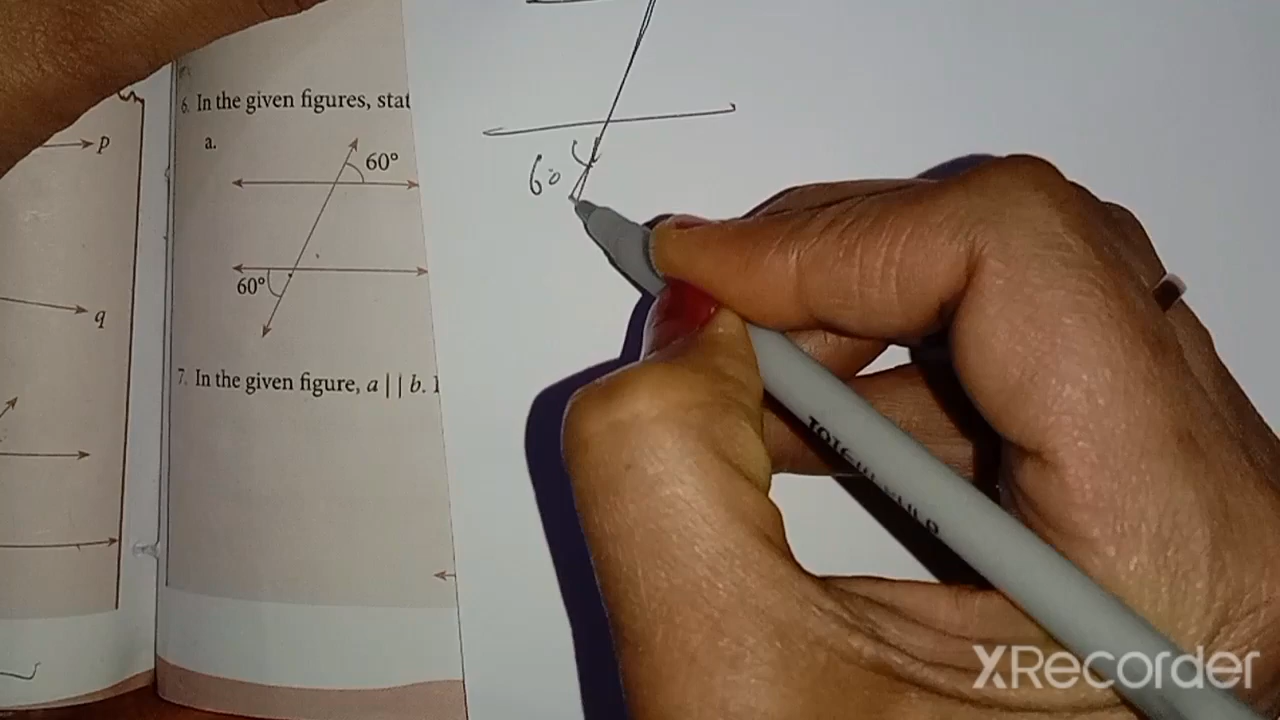 p
q
6. In the given figures, stat
a.
60°
60°
7. In the given figure, a || b.
60
XRecorder